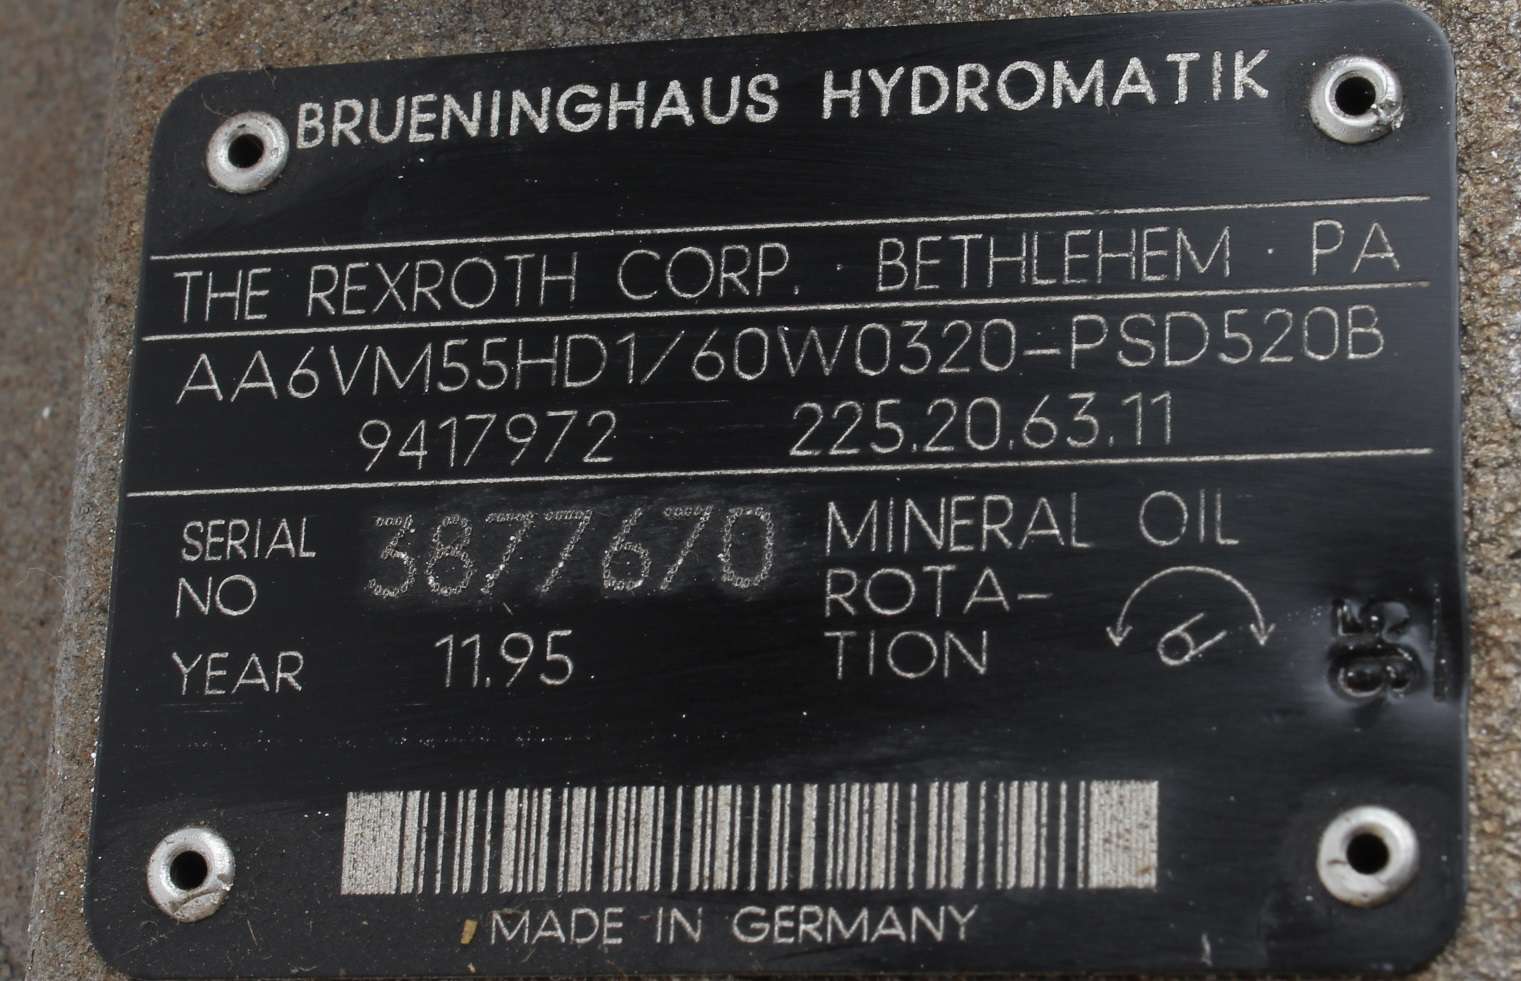 BRUENINGHAUS HYDROMATIK
THE REXROTH CORP. · BETHLEHEM · PA
AA6VM55HD1/60W0320-PSD520B
9417972 225.20.63.11
SERIAL NO 3877670
MINERAL OIL
ROTA-
TION
YEAR 11.95
MADE IN GERMANY